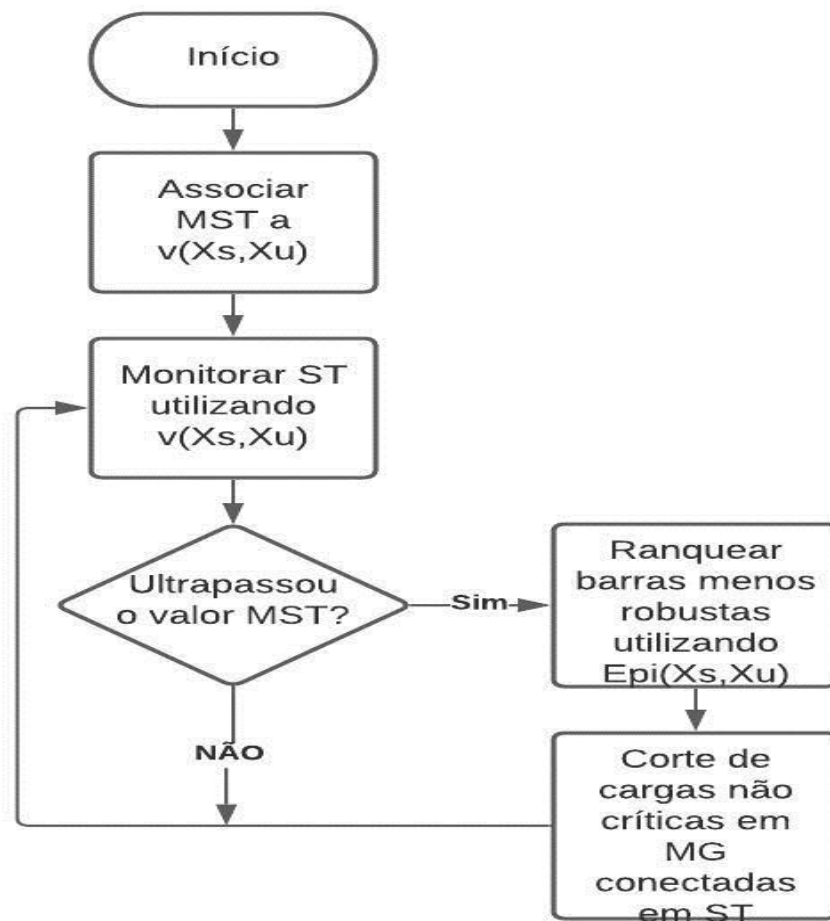 Início
Associar
MST a
v(Xs,Xu)
Monitorar ST
utilizando
v(Xs,Xu)
Ultrapassou
o valor MST?
Sim
NÃO
Ranquear
barras menos
robustas
utilizando
Epi(Xs,Xu)
Corte de
cargas não
críticas em
MG
conectadas
em ST